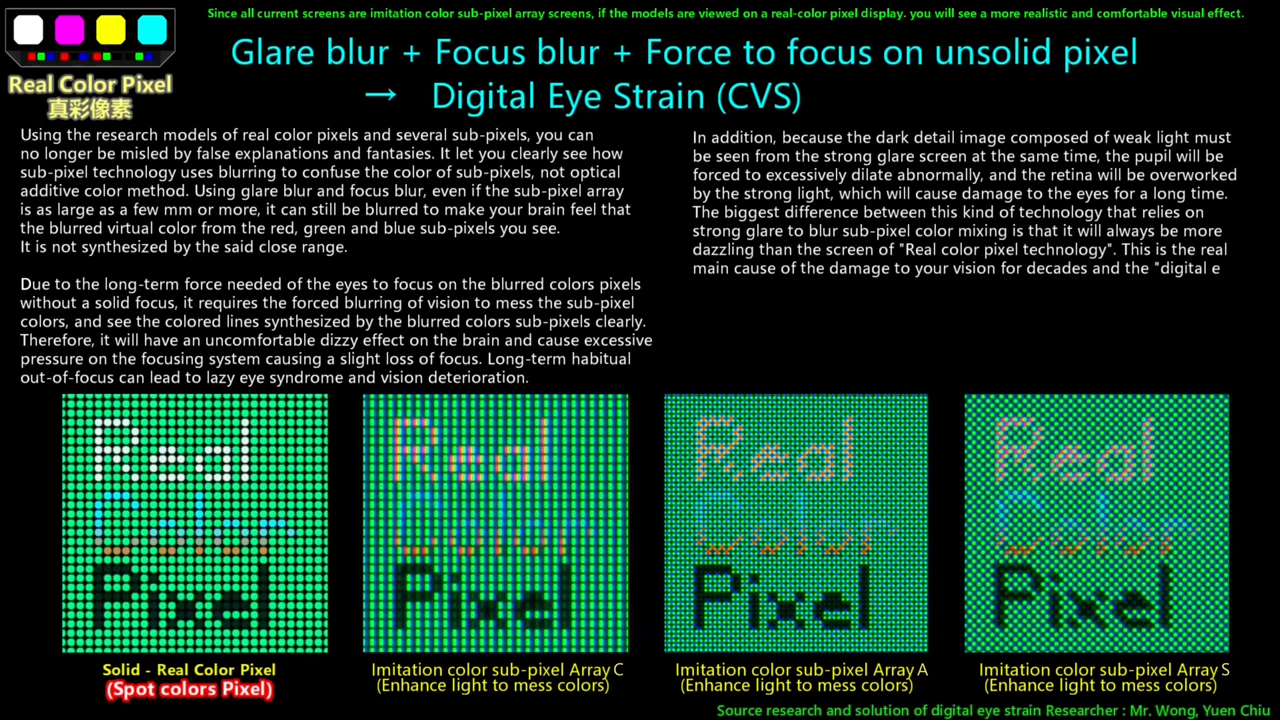 Since all current screens are imitation color sub-pixel array screens, if the models are viewed on a real-color pixel display. you will see a more realistic and comfortable visual effect.
Real Color Pixel
真彩像素
Glare blur + Focus blur + Force to focus on unsolid pixel
→ Digital Eye Strain (CVS)
Using the research models of real color pixels and several sub-pixels, you can
no longer be misled by false explanations and fantasies. It let you clearly see how
sub-pixel technology uses blurring to confuse the color of sub-pixels, not optical
additive color method. Using glare blur and focus blur, even if the sub-pixel array
is as large as a few mm or more, it can still be blurred to make your brain feel that
the blurred virtual color from the red, green and blue sub-pixels you see.
It is not synthesized by the said close range.
Due to the long-term force needed of the eyes to focus on the blurred colors pixels
without a solid focus, it requires the forced blurring of vision to mess the sub-pixel
colors, and see the colored lines synthesized by the blurred colors sub-pixels clearly.
Therefore, it will have an uncomfortable dizzy effect on the brain and cause excessive
pressure on the focusing system causing a slight loss of focus. Long-term habitual
out-of-focus can lead to lazy eye syndrome and vision deterioration.
In addition, because the dark detail image composed of weak light must
be seen from the strong glare screen at the same time, the pupil will be
forced to excessively dilate abnormally, and the retina will be overworked
by the strong light, which will cause damage to the eyes for a long time.
The biggest difference between this kind of technology that relies on
strong glare to blur sub-pixel color mixing is that it will always be more
dazzling than the screen of "Real color pixel technology". This is the real
main cause of the damage to your vision for decades and the "digital e
Real
Color
Pixel
Solid - Real Color Pixel
(Spot colors Pixel)
Real
Color
Pixel
Imitation color sub-pixel Array C
(Enhance light to mess colors)
Real
Color
Pixel
Imitation color sub-pixel Array A
(Enhance light to mess colors)
Real
Color
Pixel
Imitation color sub-pixel Array S
(Enhance light to mess colors)
Source research and solution of digital eye strain Researcher : Mr. Wong, Yuen Chiu